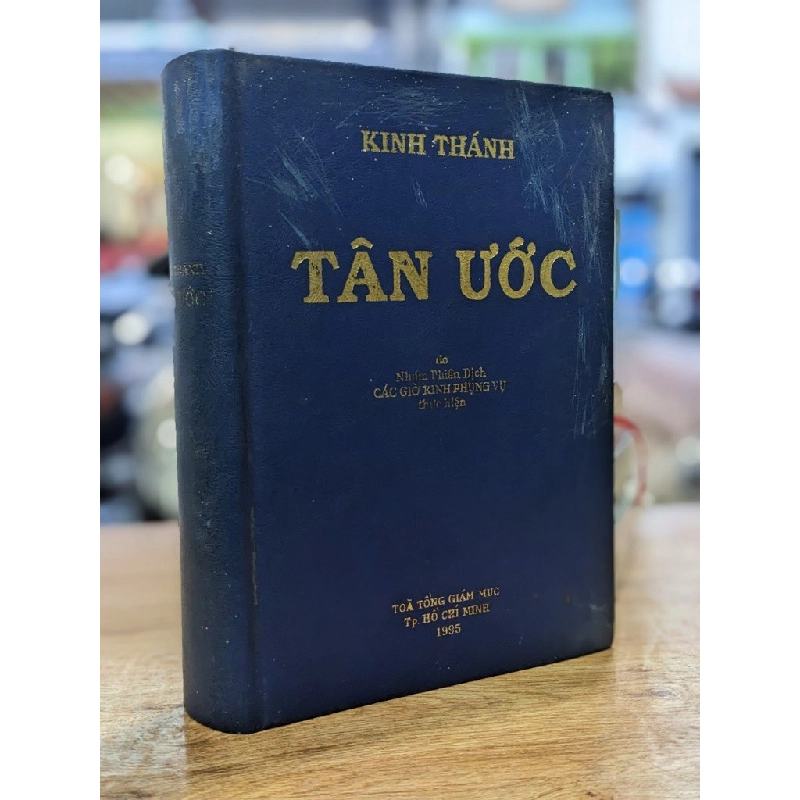 KINH THÁNH
TÂN ƯỚC
do
Nhóm Phiên Dịch
CÁC GIỜ KINH PHỤNG VỤ
thực hiện
TOÀ TỔNG GIÁM MỤC
Tp. HỒ CHÍ MINH
1995